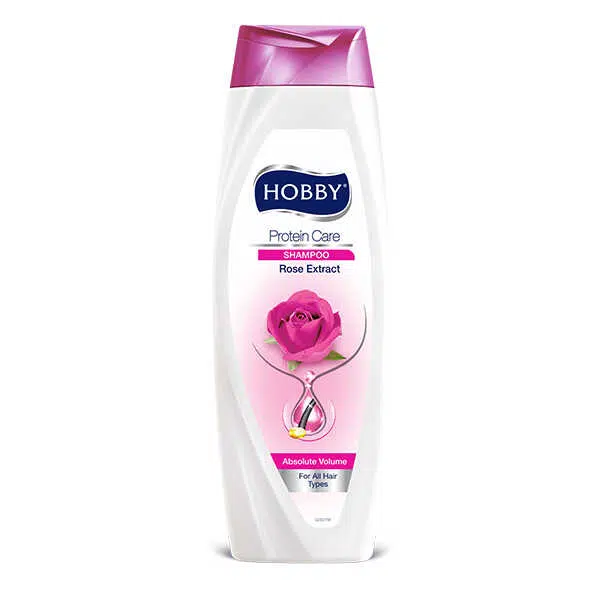 HOBBY®
Protein Care
SHAMPOO
Rose Extract
Absolute Volume
For All Hair
Types